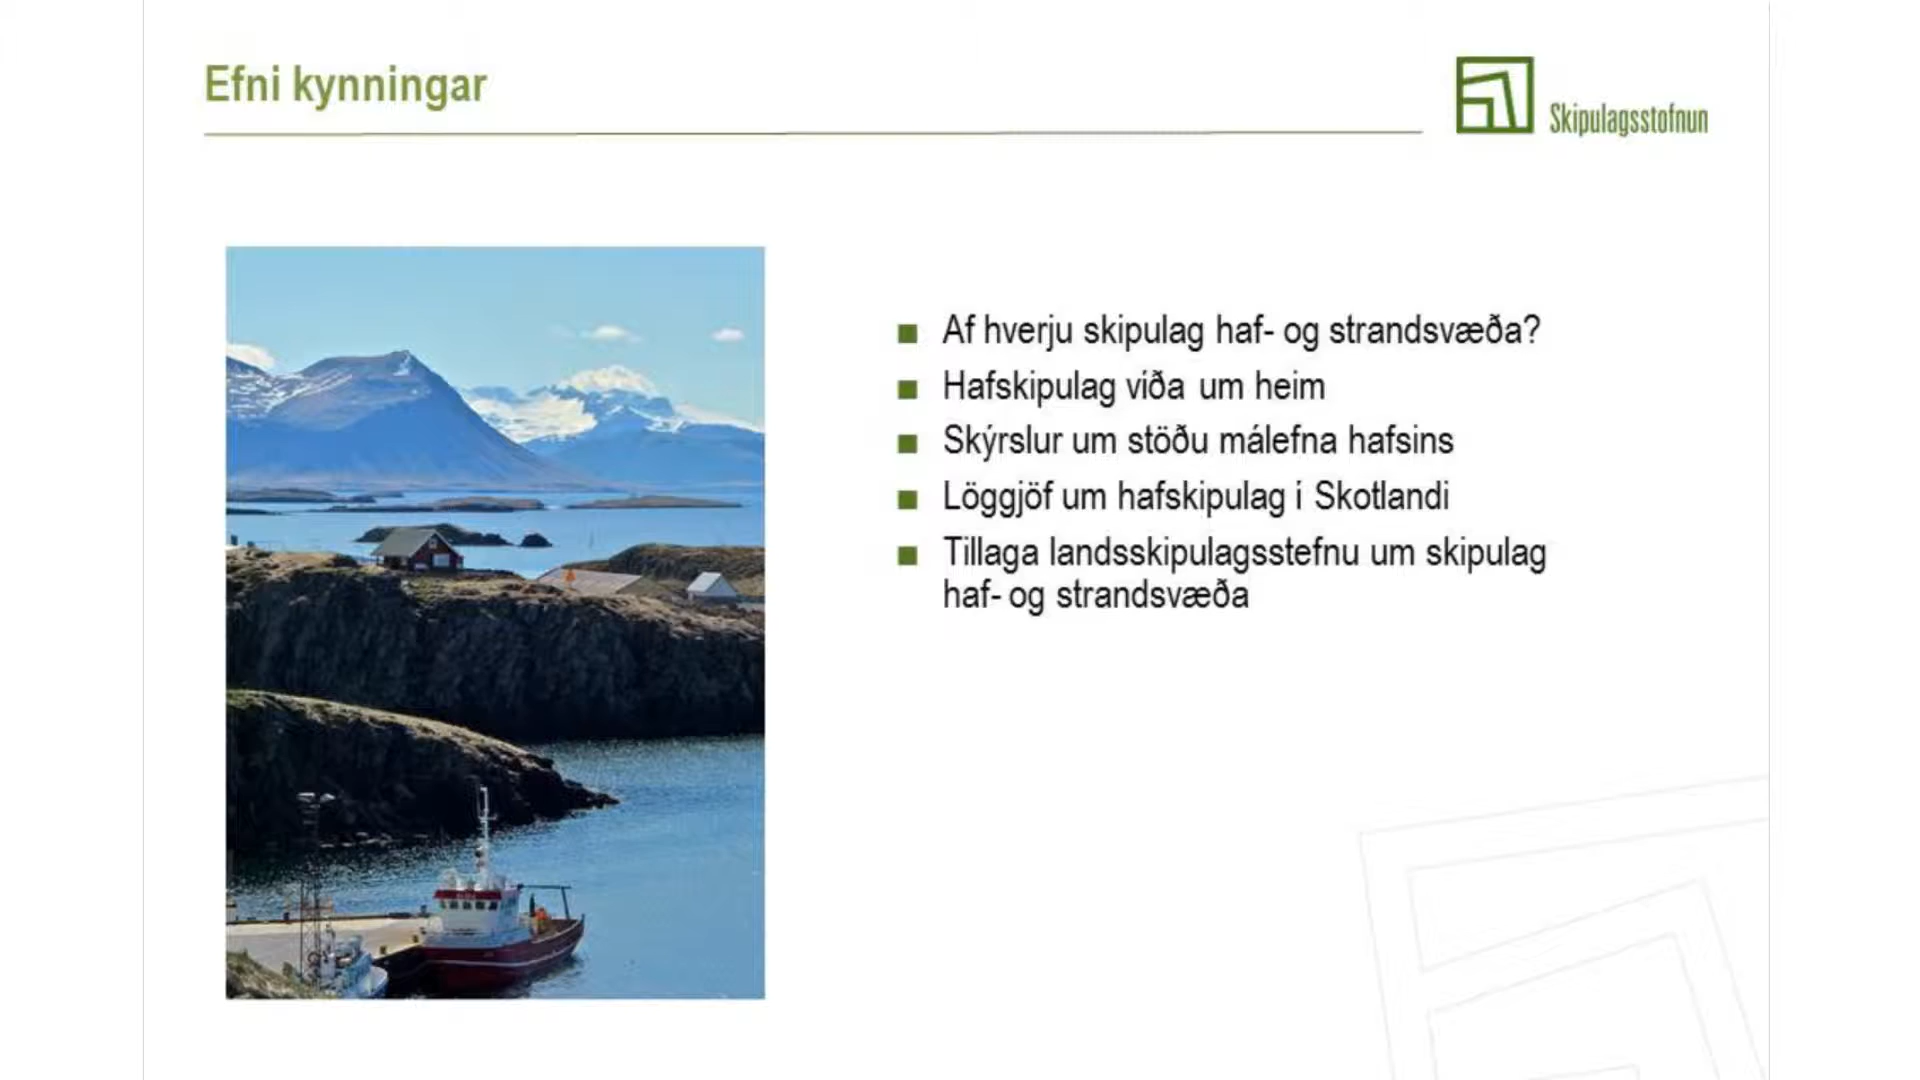 Efni kynningar
Skipulagsstofnun
Af hverju skipulag haf- og strandsvæða?
Hafskipulag víða um heim
Skýrslur um stöðu málefna hafsins
Löggjöf um hafskipulag í Skotlandi
Tillaga landsskipulagsstefnu um skipulag
haf- og strandsvæða